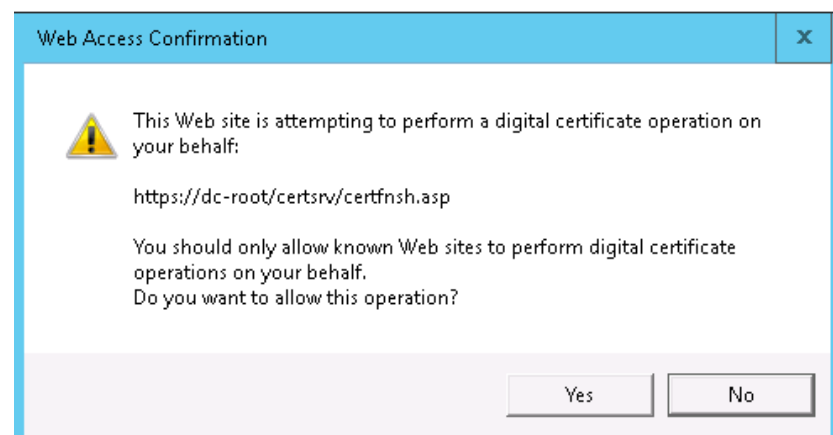 Web Access Confirmation
x
This Web site is attempting to perform a digital certificate operation on
your behalf:
https://dc-root/certsrv/certfnsh.asp
You should only allow known Web sites to perform digital certificate
operations on your behalf.
Do you want to allow this operation?
Yes
No